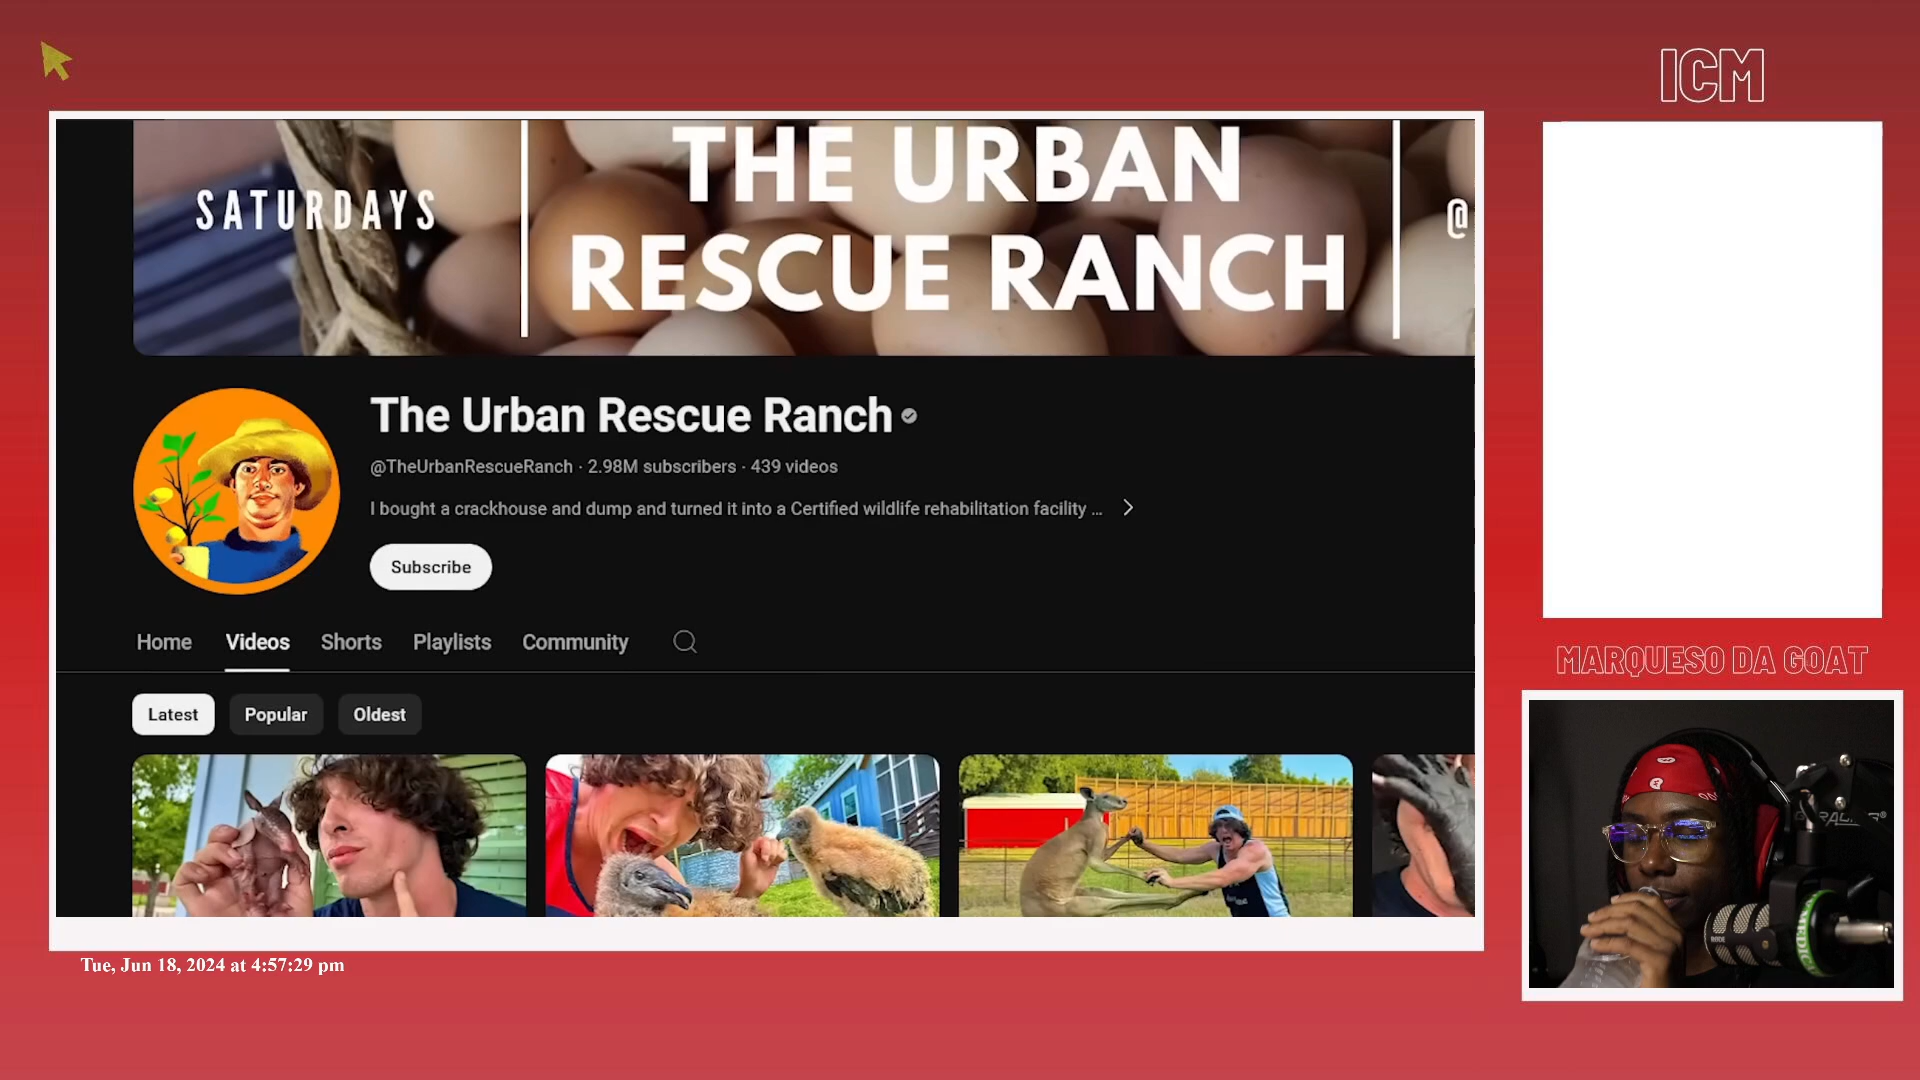 ICM
SATURDAYS
THE URBAN
RESCUE RANCH
@
The Urban Rescue Ranch
@TheUrbanRescueRanch · 2.98M subscribers · 439 videos
I bought a crackhouse and dump and turned it into a Certified wildlife rehabilitation facility ...
Subscribe
Home Videos Shorts Playlists Community
Latest Popular Oldest
MARQUESO DA GOAT
RØDE
Tue, Jun 18, 2024 at 4:57:29 pm